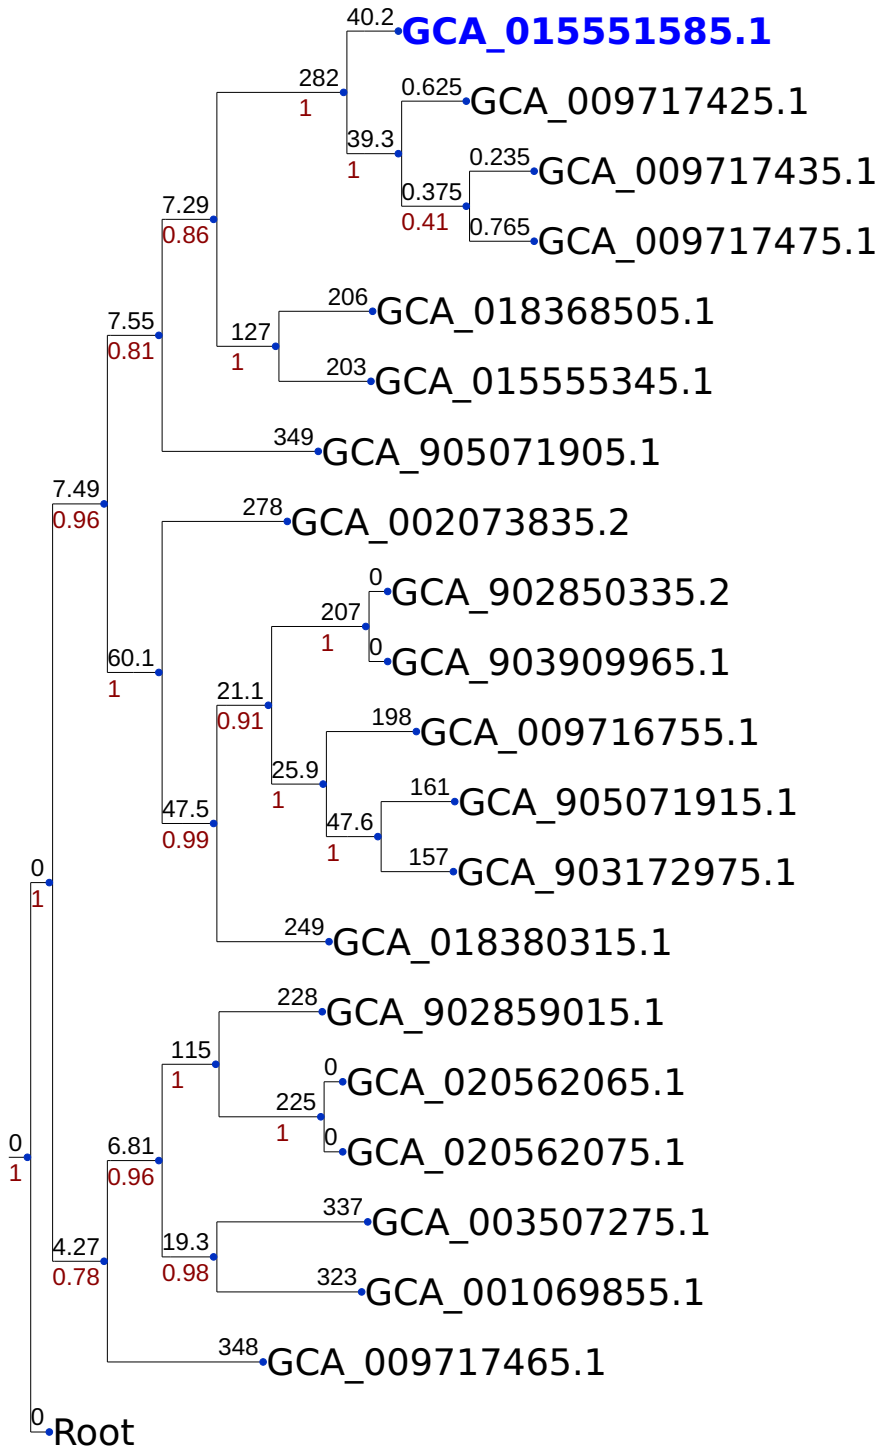 40.2
GCA_015551585.1
282
1
0.625
GCA_009717425.1
39.3
1
0.235
GCA_009717435.1
0.375
0.41
7.29
0.86
0.765
GCA_009717475.1
206
GCA_018368505.1
7.55
0.81
127
1
203
GCA_015555345.1
349
GCA_905071905.1
7.49
0.96
278
GCA_002073835.2
0
GCA_902850335.2
207
1
60.1
1
0
GCA_903909965.1
21.1
0.91
198
GCA_009716755.1
25.9
1
161
GCA_905071915.1
47.5
0.99
47.6
1
157
GCA_903172975.1
0
1
249
GCA_018380315.1
228
GCA_902859015.1
115
1
0
GCA_020562065.1
225
1
0
1
6.81
0.96
0
GCA_020562075.1
337
GCA_003507275.1
4.27
0.78
19.3
0.98
323
GCA_001069855.1
348
GCA_009717465.1
0
Root